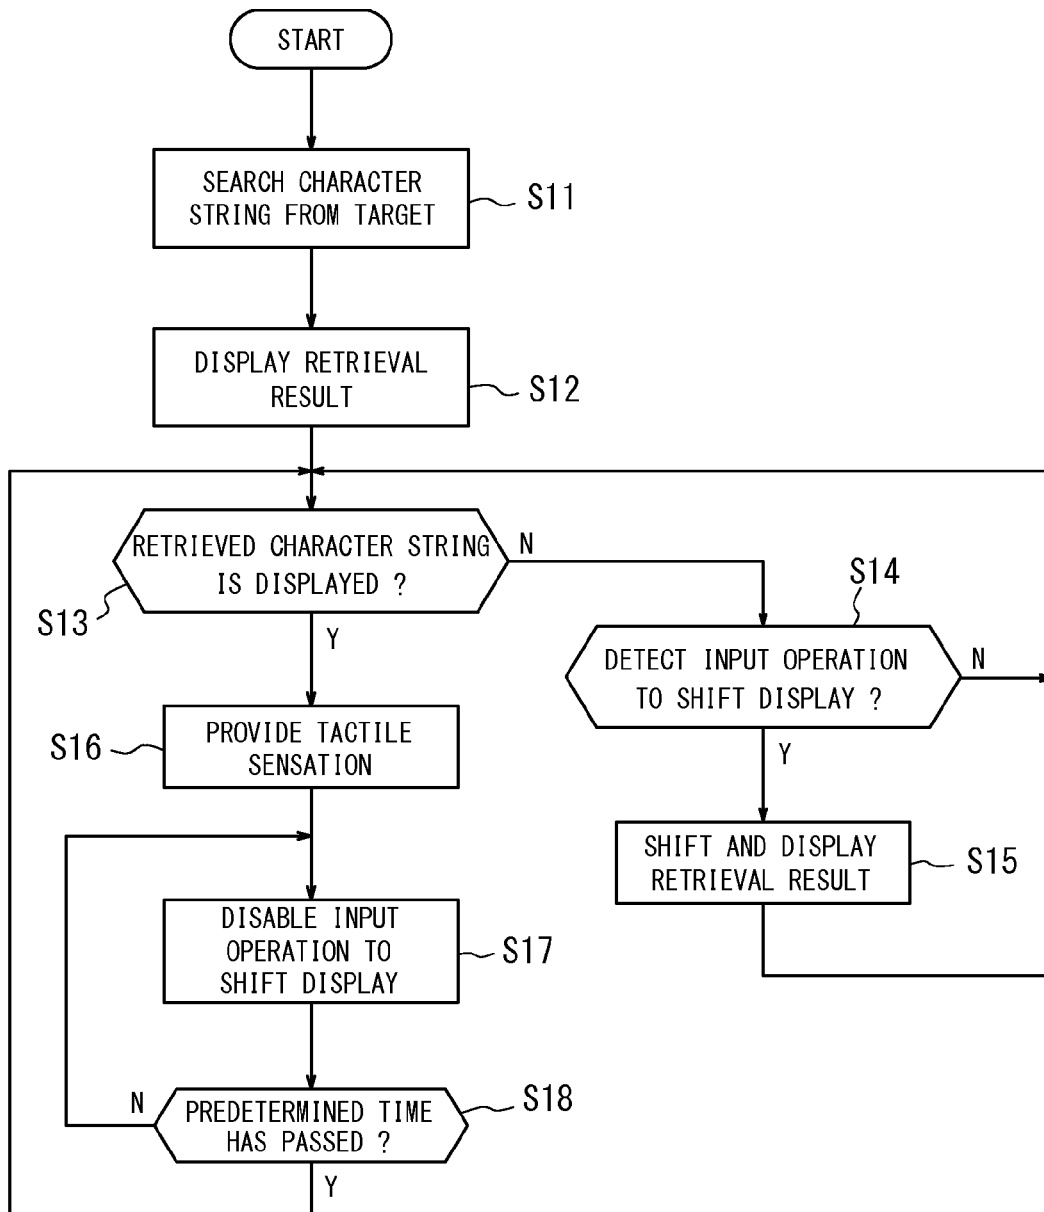 START
SEARCH CHARACTER
STRING FROM TARGET
S11
DISPLAY RETRIEVAL
RESULT
S12
RETRIEVED CHARACTER STRING
IS DISPLAYED ?
N
S13
Y
S14
DETECT INPUT OPERATION
TO SHIFT DISPLAY ?
N
Y
PROVIDE TACTILE
SENSATION
S16
SHIFT AND DISPLAY
RETRIEVAL RESULT
S15
DISABLE INPUT
OPERATION TO
SHIFT DISPLAY
S17
PREDETERMINED TIME
HAS PASSED ?
S18
N
Y